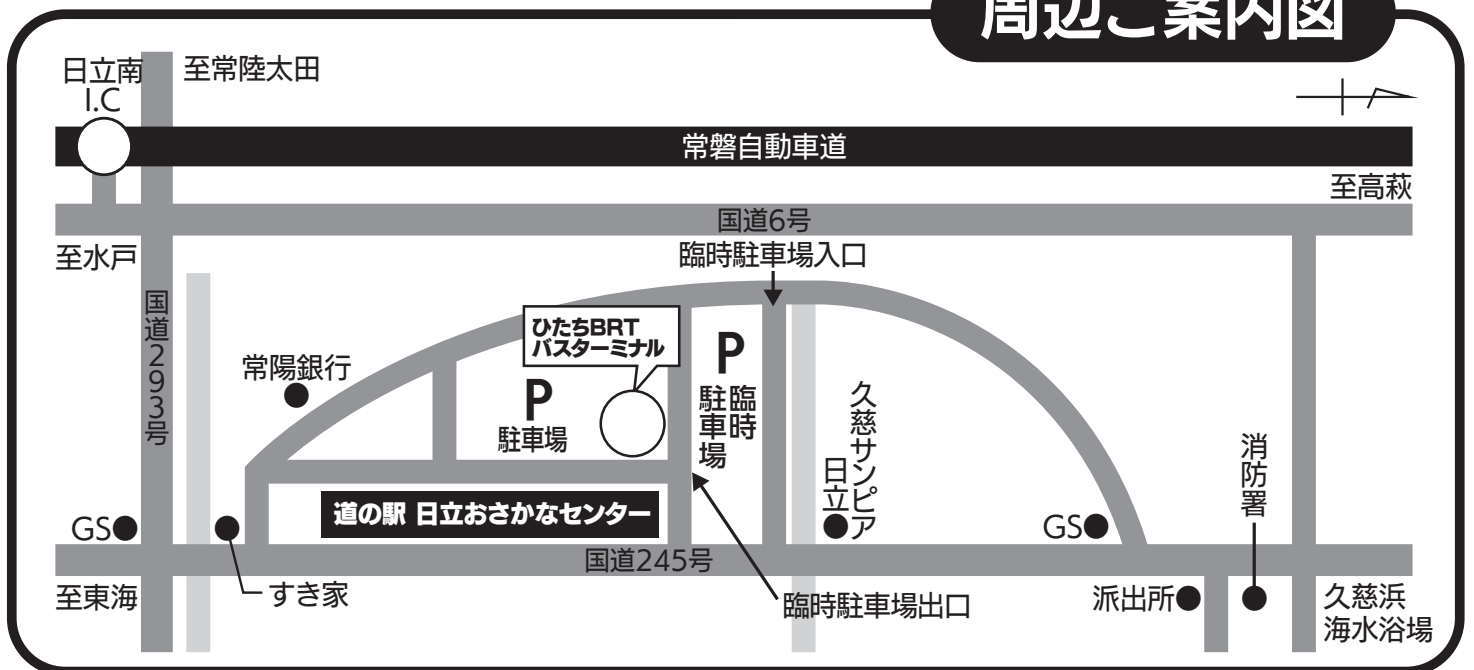 周辺ご案内図
日立南
I.C
至常陸太田
常磐自動車道
至高萩
国道6号
至水戸
臨時駐車場入口
国道293号
ひたちBRT
バスターミナル
常陽銀行
P
駐車場
P
臨時
駐車場
久慈サンピア
日立
消防署
GS
道の駅 日立おさかなセンター
GS
国道245号
至東海
すき家
臨時駐車場出口
派出所
久慈浜
海水浴場